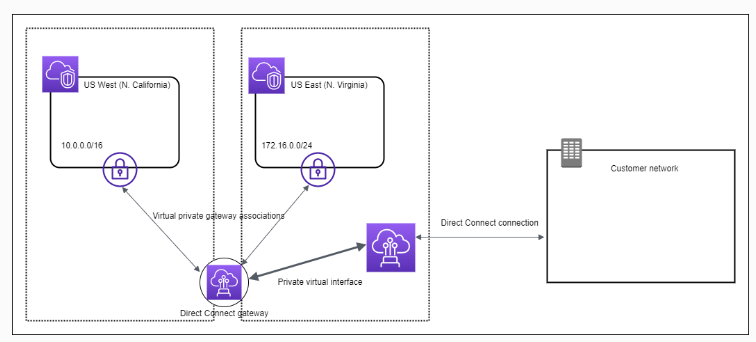 US West (N. California)
US East (N. Virginia)
10.0.0.0/16
172.16.0.0/24
Customer network
Virtual private gateway associations
Direct Connect connection
Private virtual interface
Direct Connect gateway